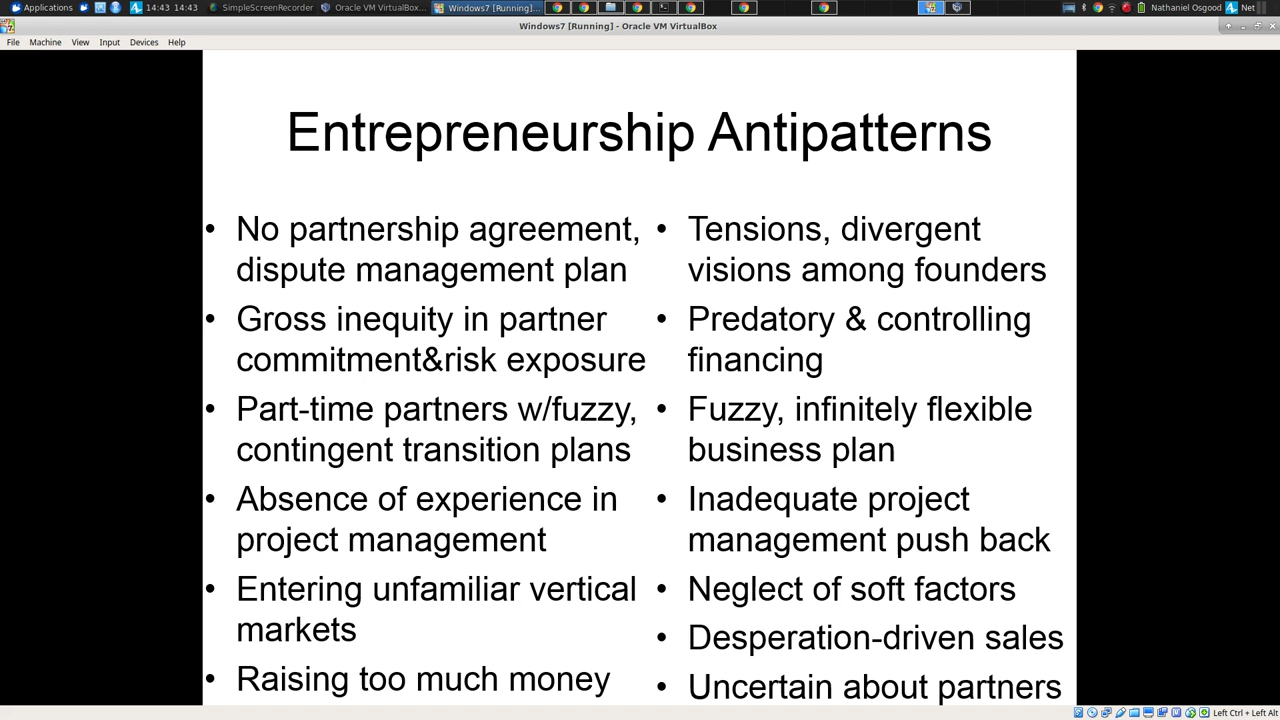 Applications
14:43 14:43
SimpleScreenRecorder
Oracle VM VirtualBox...
Windows7 [Running]...
Nathaniel Osgood
Net
Windows7 [Running] - Oracle VM VirtualBox
File Machine View Input Devices Help
Entrepreneurship Antipatterns
• No partnership agreement,
dispute management plan
• Gross inequity in partner
commitment&risk exposure
• Part-time partners w/fuzzy,
contingent transition plans
• Absence of experience in
project management
• Entering unfamiliar vertical
markets
• Raising too much money
• Tensions, divergent
visions among founders
• Predatory & controlling
financing
• Fuzzy, infinitely flexible
business plan
• Inadequate project
management push back
• Neglect of soft factors
• Desperation-driven sales
• Uncertain about partners
Left Ctrl + Left Alt